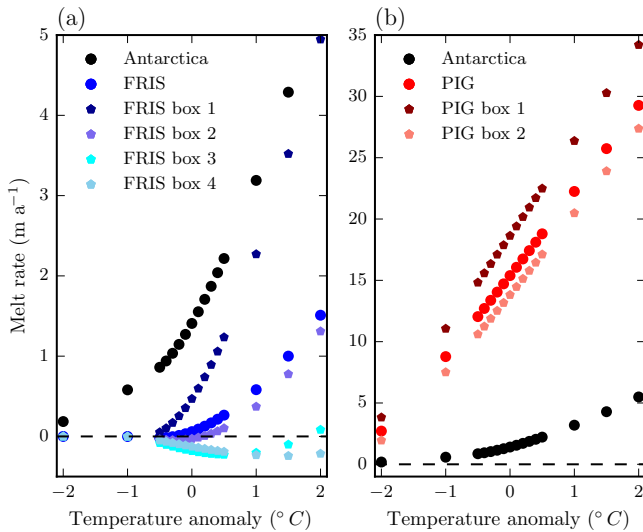 (a)
(b)
5
4
3
2
1
0
Melt rate (m a⁻¹)
Antarctica
FRIS
FRIS box 1
FRIS box 2
FRIS box 3
FRIS box 4
−2
−1
0
1
2
Temperature anomaly (° C)
35
30
25
20
15
10
5
0
Antarctica
PIG
PIG box 1
PIG box 2
−2
−1
0
1
2
Temperature anomaly (° C)